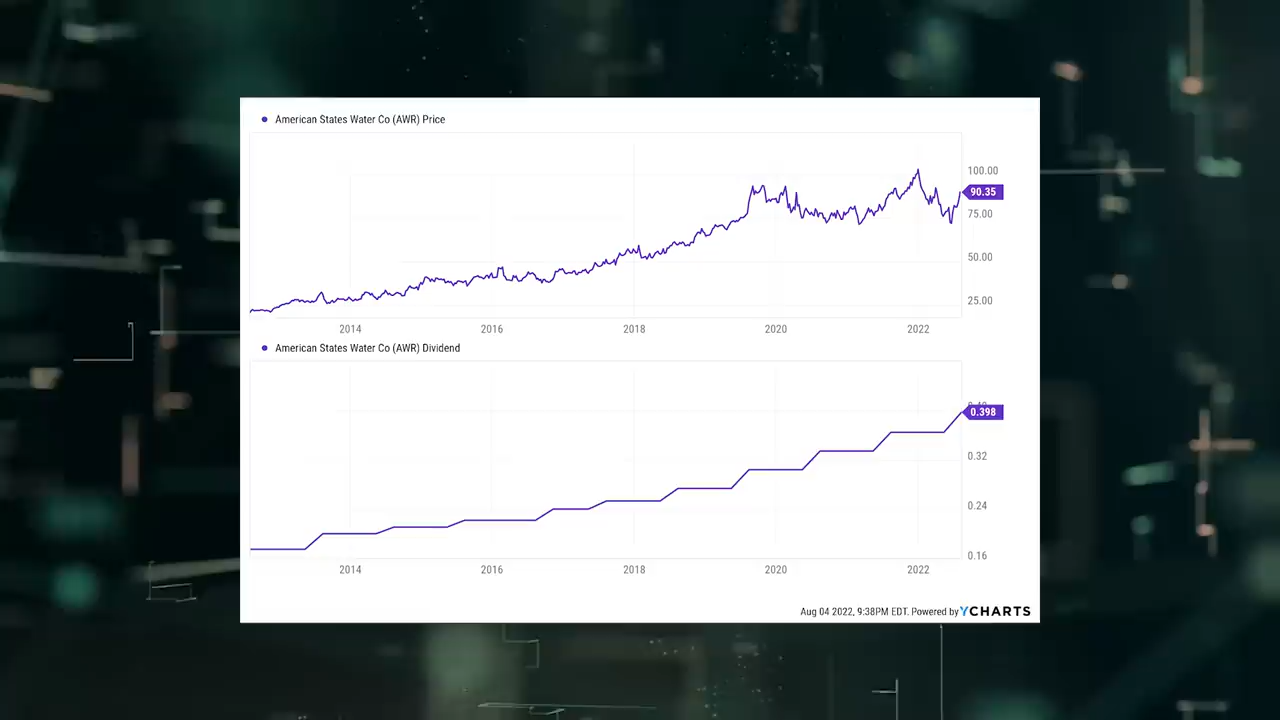 American States Water Co (AWR) Price
100.00
90.35
75.00
50.00
25.00
2014 2016 2018 2020 2022
American States Water Co (AWR) Dividend
0.398
0.32
0.24
0.16
2014 2016 2018 2020 2022
Aug 04 2022, 9:38PM EDT. Powered by YCHARTS